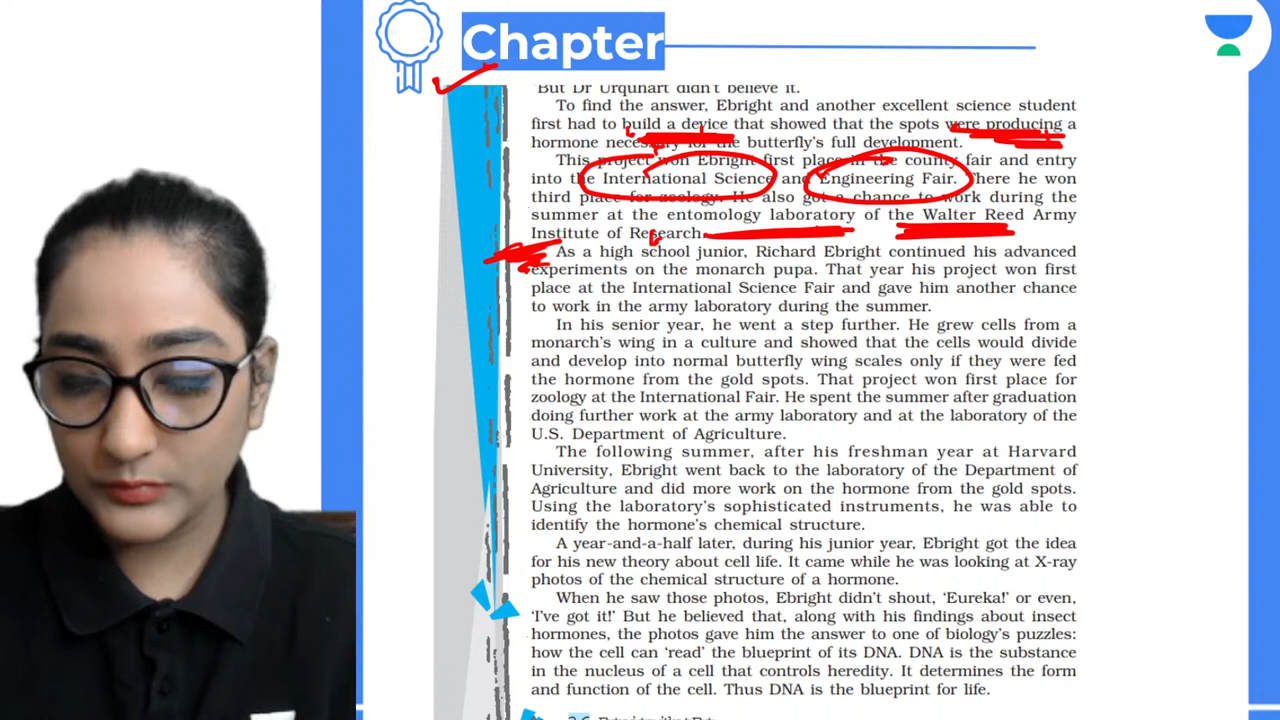 Chapter
'But Dr Urquhart didn't believe it.
To find the answer, Ebright and another excellent science student
first had to build a device that showed that the spots were producing a
hormone necessary for the butterfly's full development.
This project won Ebright first place in the county fair and entry
into the International Science and Engineering Fair. There he won
third place for zoology. He also got a chance to work during the
summer at the entomology laboratory of the Walter Reed Army
Institute of Research.
As a high school junior, Richard Ebright continued his advanced
experiments on the monarch pupa. That year his project won first
place at the International Science Fair and gave him another chance
to work in the army laboratory during the summer.
In his senior year, he went a step further. He grew cells from a
monarch's wing in a culture and showed that the cells would divide
and develop into normal butterfly wing scales only if they were fed
the hormone from the gold spots. That project won first place for
zoology at the International Fair. He spent the summer after graduation
doing further work at the army laboratory and at the laboratory of the
U.S. Department of Agriculture.
The following summer, after his freshman year at Harvard
University, Ebright went back to the laboratory of the Department of
Agriculture and did more work on the hormone from the gold spots.
Using the laboratory's sophisticated instruments, he was able to
identify the hormone's chemical structure.
A year-and-a-half later, during his junior year, Ebright got the idea
for his new theory about cell life. It came while he was looking at X-ray
photos of the chemical structure of a hormone.
When he saw those photos, Ebright didn't shout, 'Eureka!' or even,
'I've got it!' But he believed that, along with his findings about insect
hormones, the photos gave him the answer to one of biology's puzzles:
how the cell can 'read' the blueprint of its DNA. DNA is the substance
in the nucleus of a cell that controls heredity. It determines the form
and function of the cell. Thus DNA is the blueprint for life.